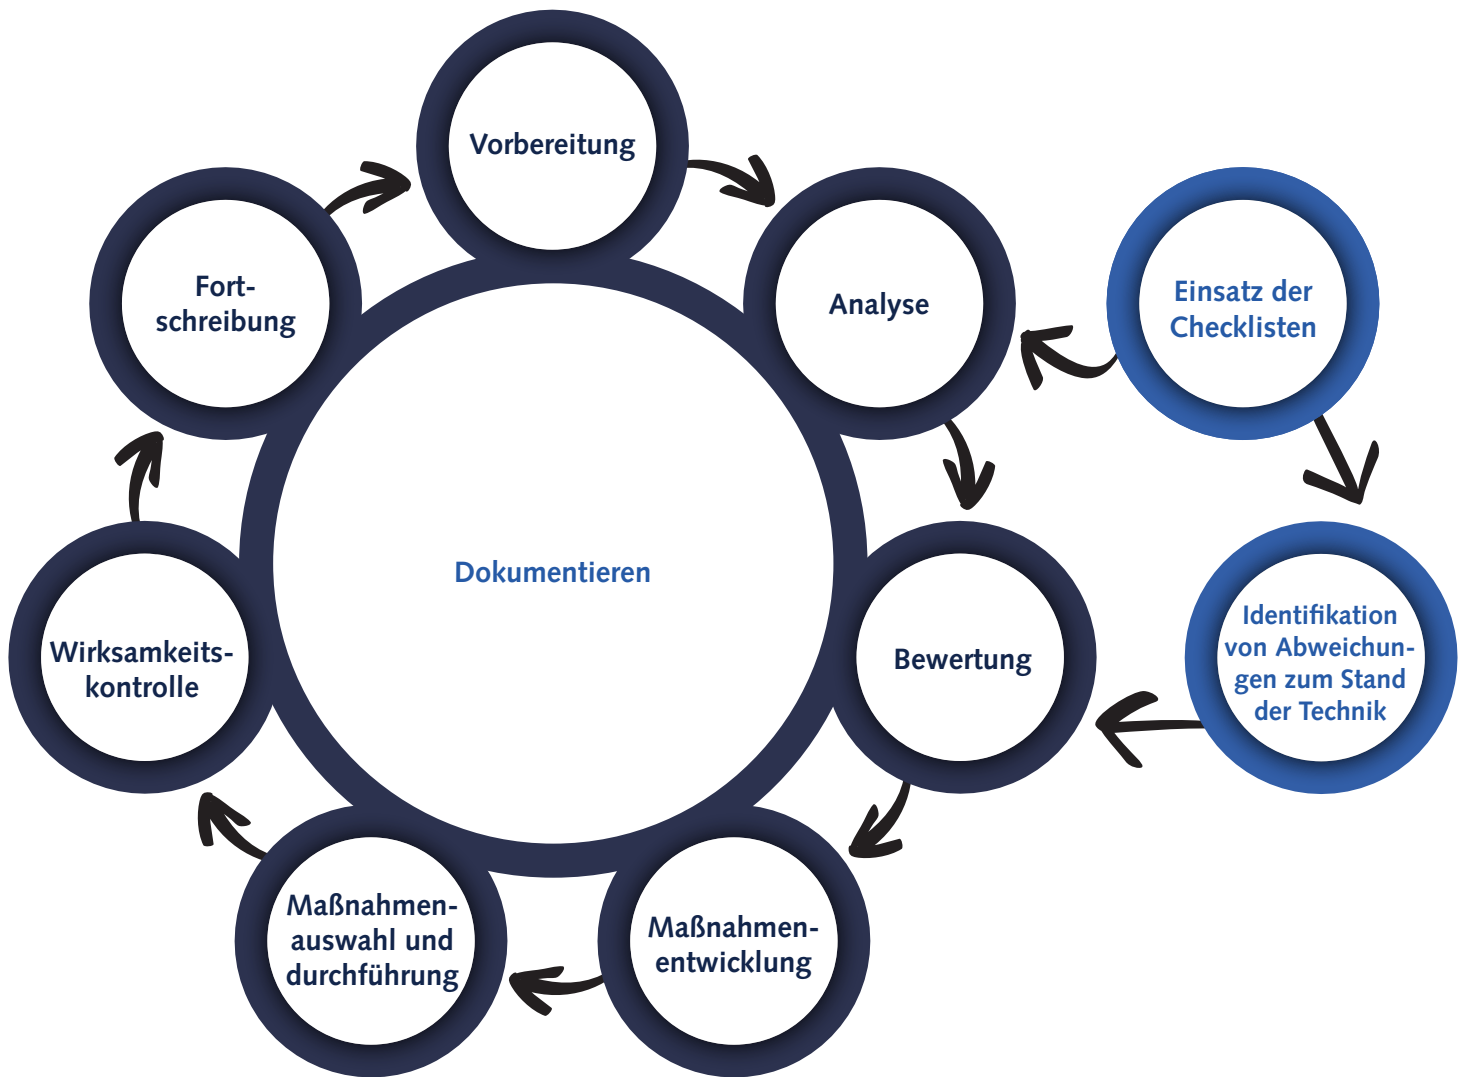 Vorbereitung
Analyse
Einsatz der
Checklisten
Fort-
schreibung
Dokumentieren
Bewertung
Identifikation
von Abweichun-
gen zum Stand
der Technik
Wirksamkeits-
kontrolle
Maßnahmen-
auswahl und
durchführung
Maßnahmen-
entwicklung